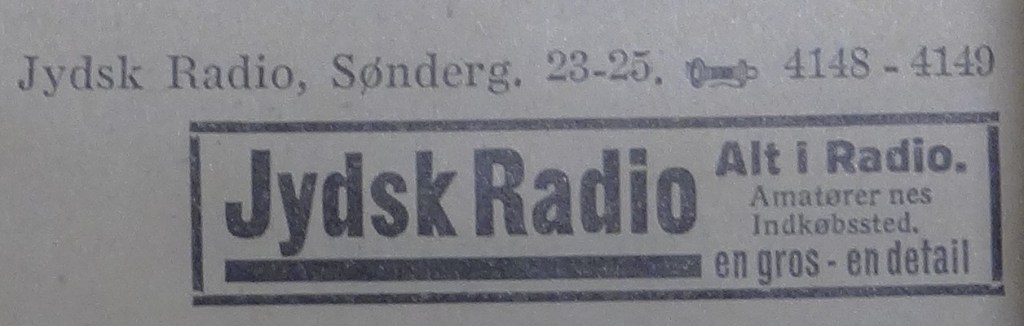 Jydsk Radio, Sønderg. 23-25. 4148 - 4149
Jydsk Radio
Alt i Radio.
Amatører nes
Indkøbssted.
en gros - en detail